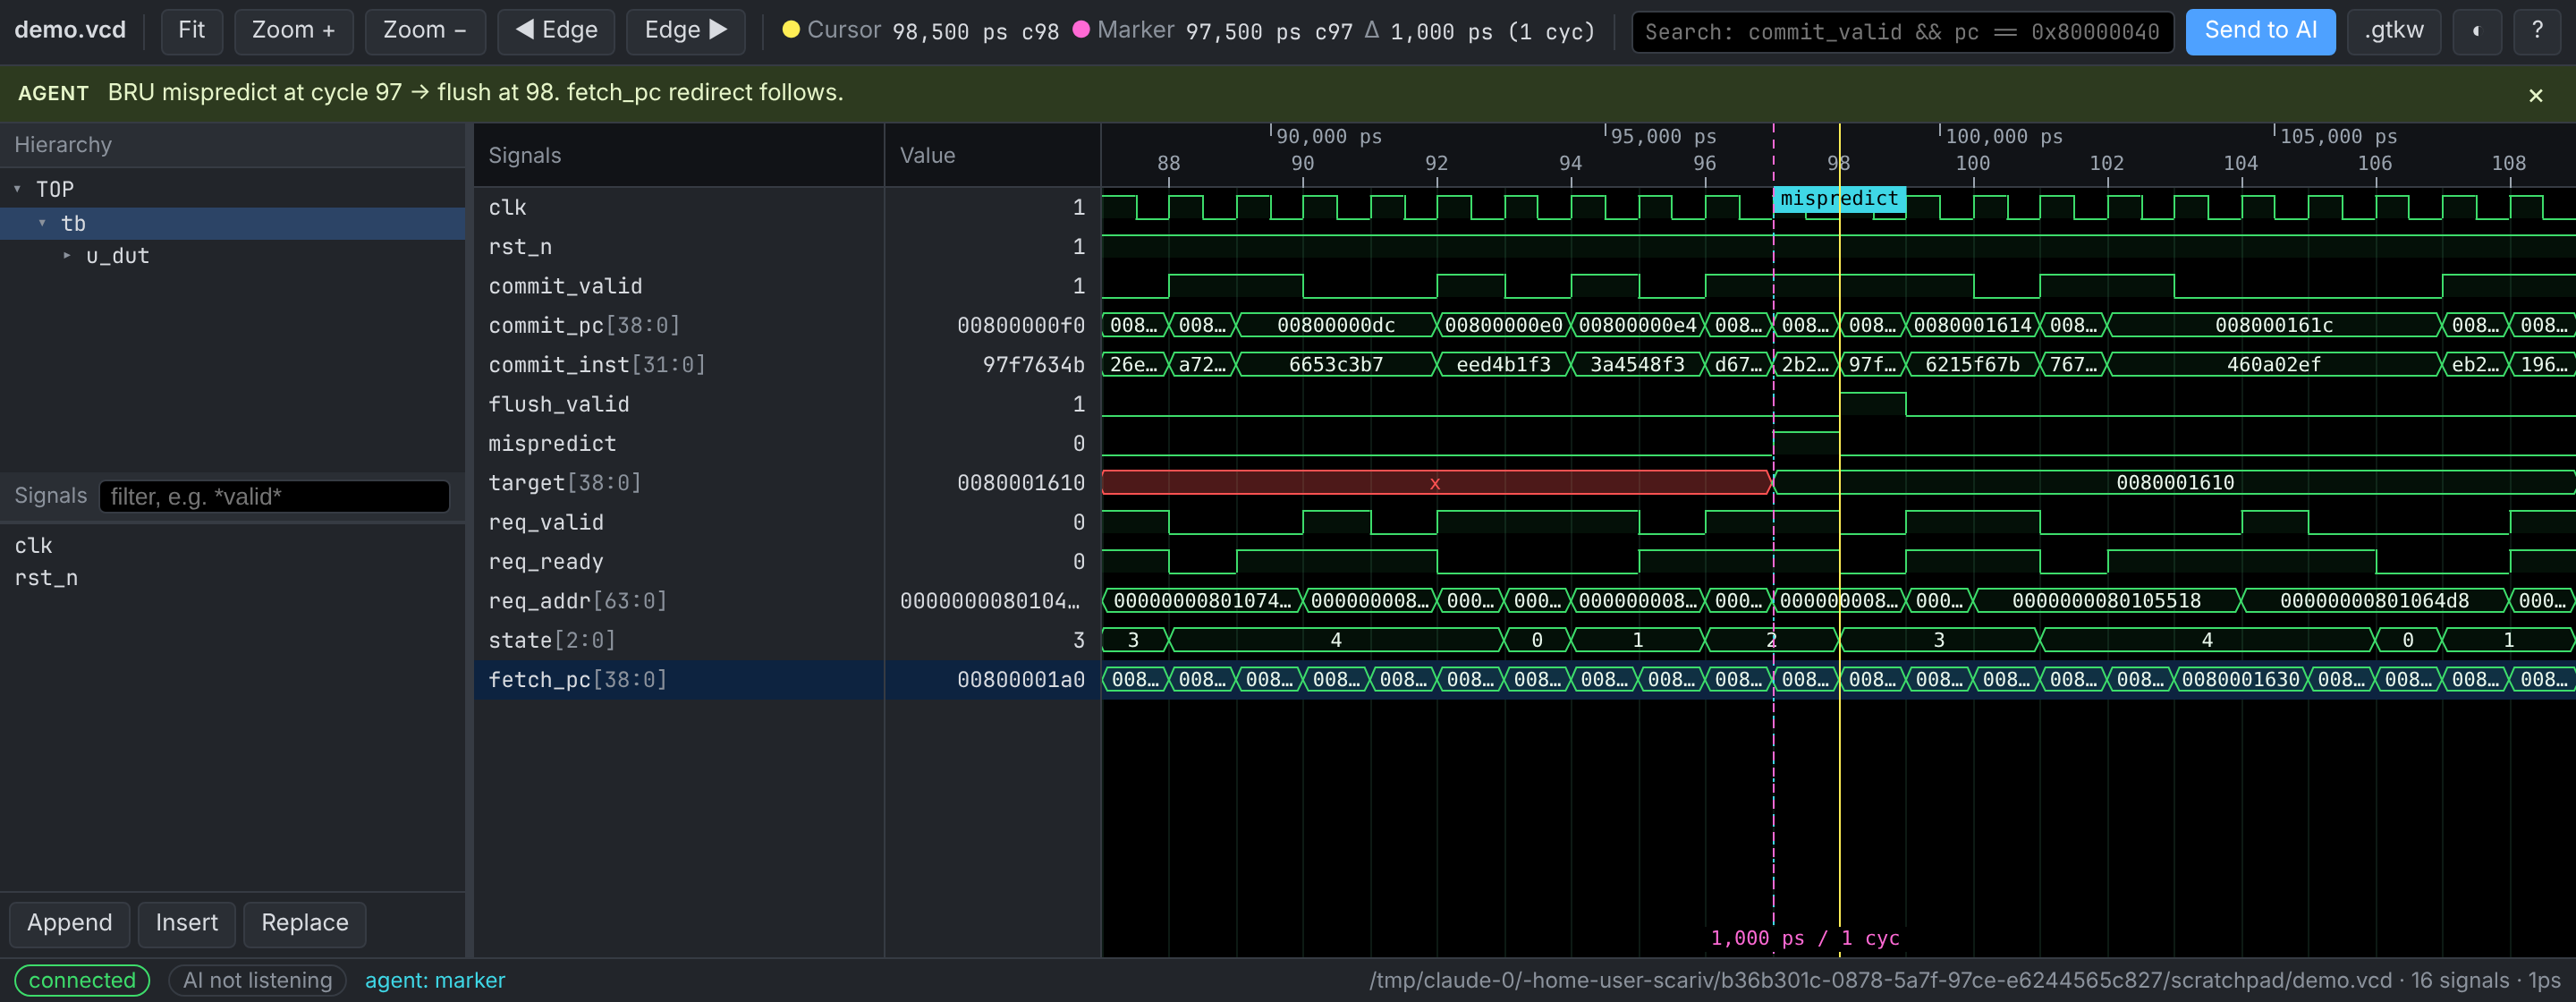 demo.vcd Fit Zoom + Zoom − ◀ Edge Edge ▶ Cursor 98,500 ps c98 Marker 97,500 ps c97 Δ 1,000 ps (1 cyc) Search: commit_valid && pc == 0x80000040 Send to AI .gtkw ?
AGENT BRU mispredict at cycle 97 → flush at 98. fetch_pc redirect follows. ×
Hierarchy
TOP
tb
u_dut
Signals filter, e.g. *valid*
clk
rst_n
Append Insert Replace
Signals Value
90,000 ps 95,000 ps 100,000 ps 105,000 ps
88 90 92 94 96 98 100 102 104 106 108
mispredict
clk 1
rst_n 1
commit_valid 1
commit_pc[38:0] 00800000f0 008… 008… 00800000dc 00800000e0 00800000e4 008… 008… 008… 0080001614 008… 008000161c 008… 008…
commit_inst[31:0] 97f7634b 26e… a72… 6653c3b7 eed4b1f3 3a4548f3 d67… 2b2… 97f… 6215f67b 767… 460a02ef eb2… 196…
flush_valid 1
mispredict 0
target[38:0] 0080001610 x 0080001610
req_valid 0
req_ready 0
req_addr[63:0] 0000000080104… 00000000801074… 000000008… 000… 000… 000000008… 000… 000000008… 000… 0000000080105518 00000000801064d8 000…
state[2:0] 3 3 4 0 1 2 3 4 0 1
fetch_pc[38:0] 00800001a0 008… 008… 008… 008… 008… 008… 008… 008… 008… 008… 008… 008… 008… 008… 008… 008… 0080001630 008… 008… 008… 008…
1,000 ps / 1 cyc
connected AI not listening agent: marker /tmp/claude-0/-home-user-scariv/b36b301c-0878-5a7f-97ce-e6244565c827/scratchpad/demo.vcd · 16 signals · 1ps